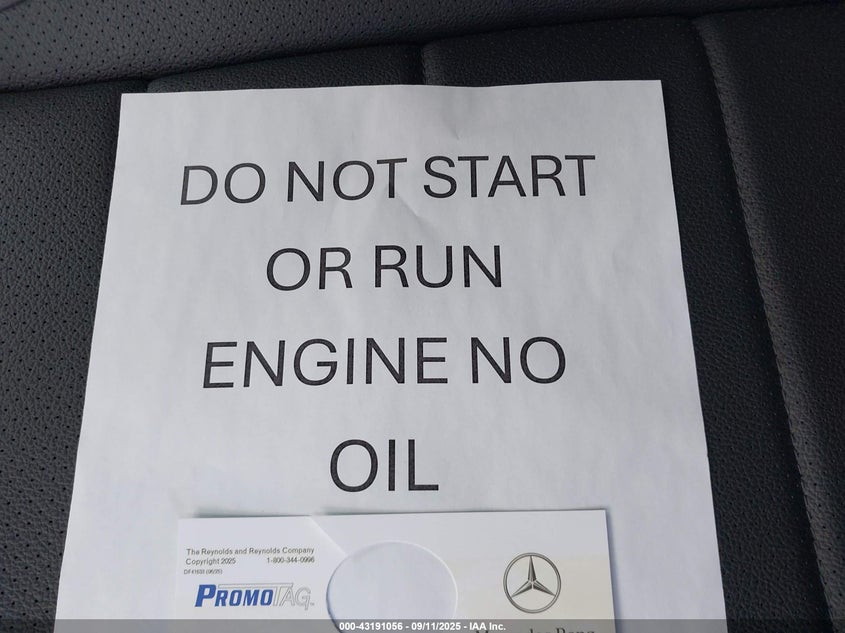 DO NOT START
OR RUN
ENGINE NO
OIL
The Reynolds and Reynolds Company
Copyright 2025 1-800-344-0996
PROMOTAG
000-43191056 - 09/11/2025 - IAA Inc.